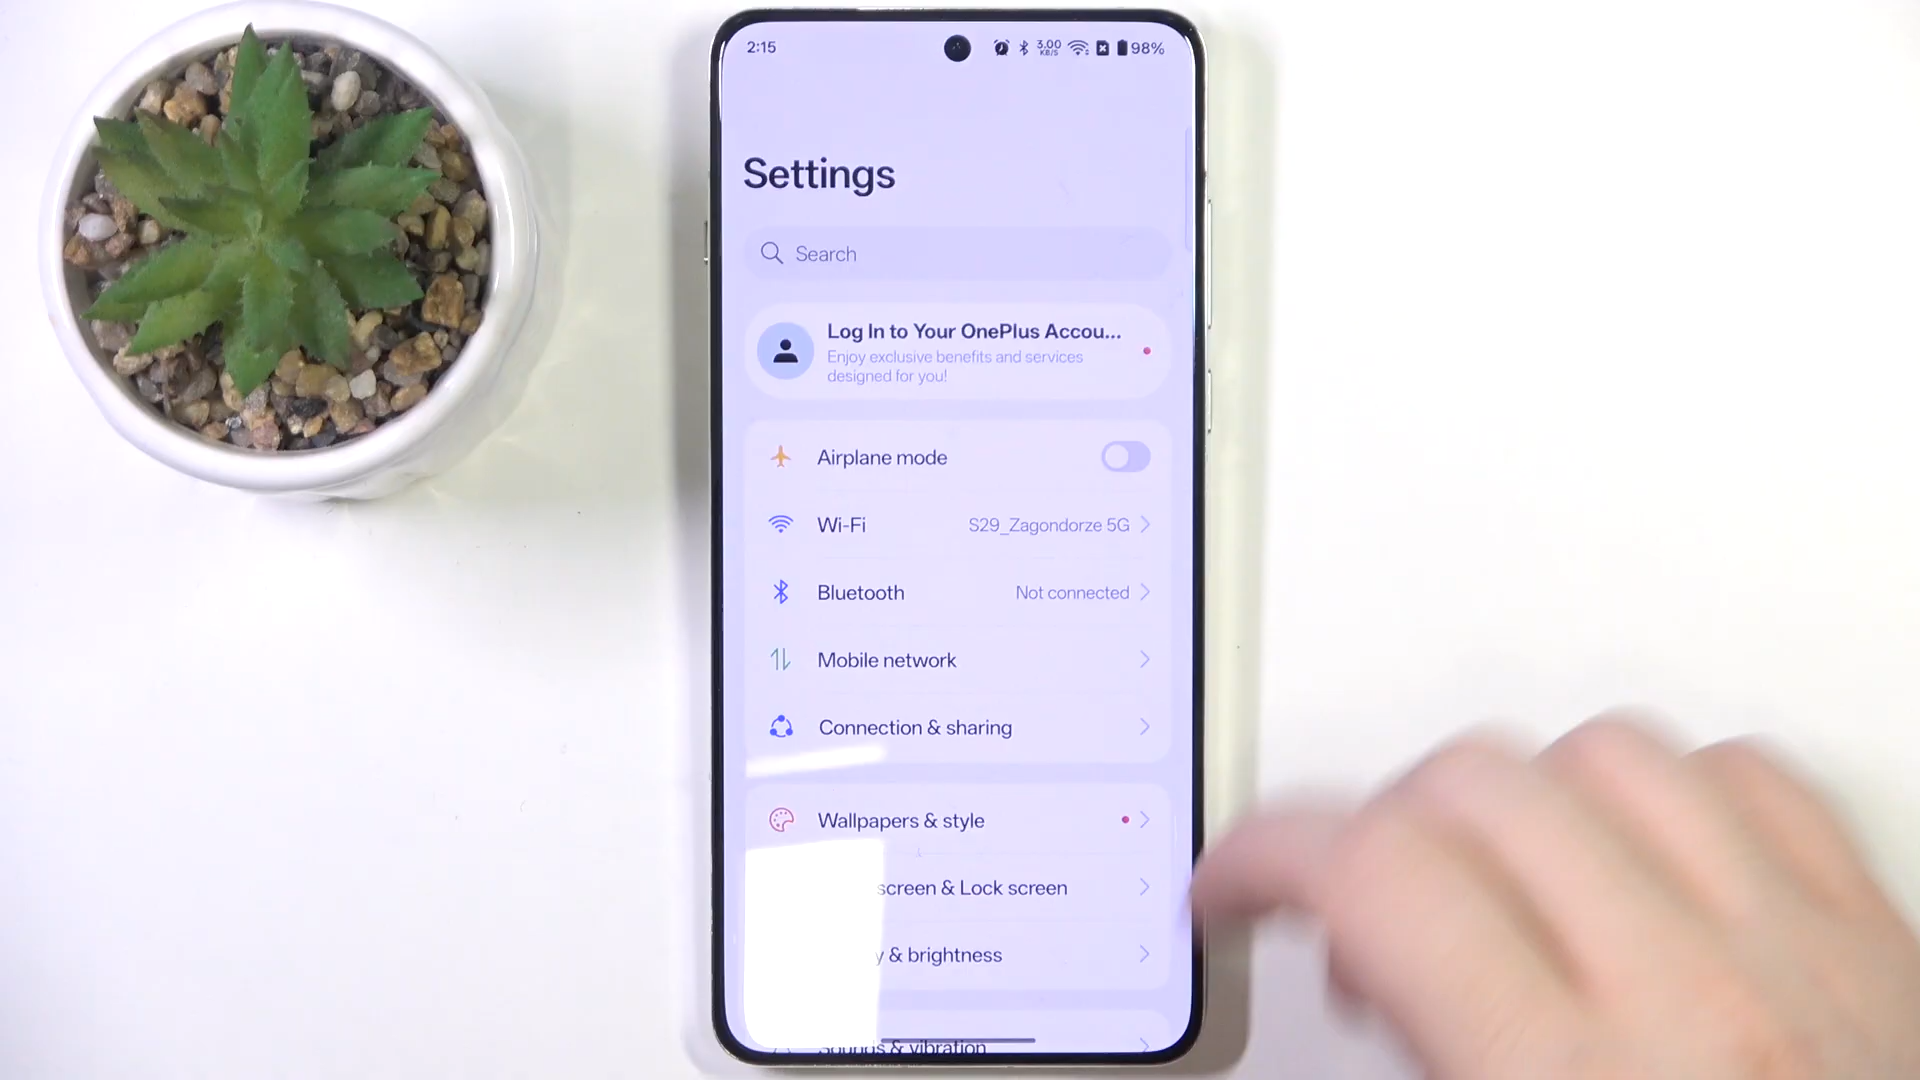 2:15
3.00
KB/S
98%
Settings
Search
Log In to Your OnePlus Accou...
Enjoy exclusive benefits and services
designed for you!
Airplane mode
Wi-Fi S29_Zagondorze 5G
Bluetooth Not connected
Mobile network
Connection & sharing
Wallpapers & style
screen & Lock screen
y & brightness
Sounds & vibration